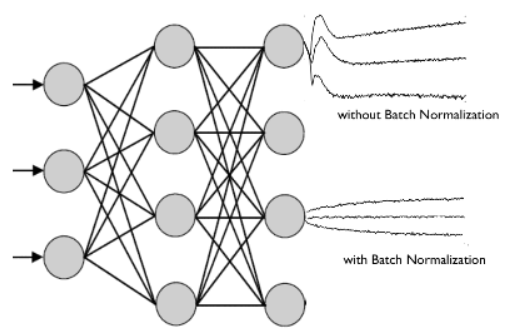 without Batch Normalization
with Batch Normalization